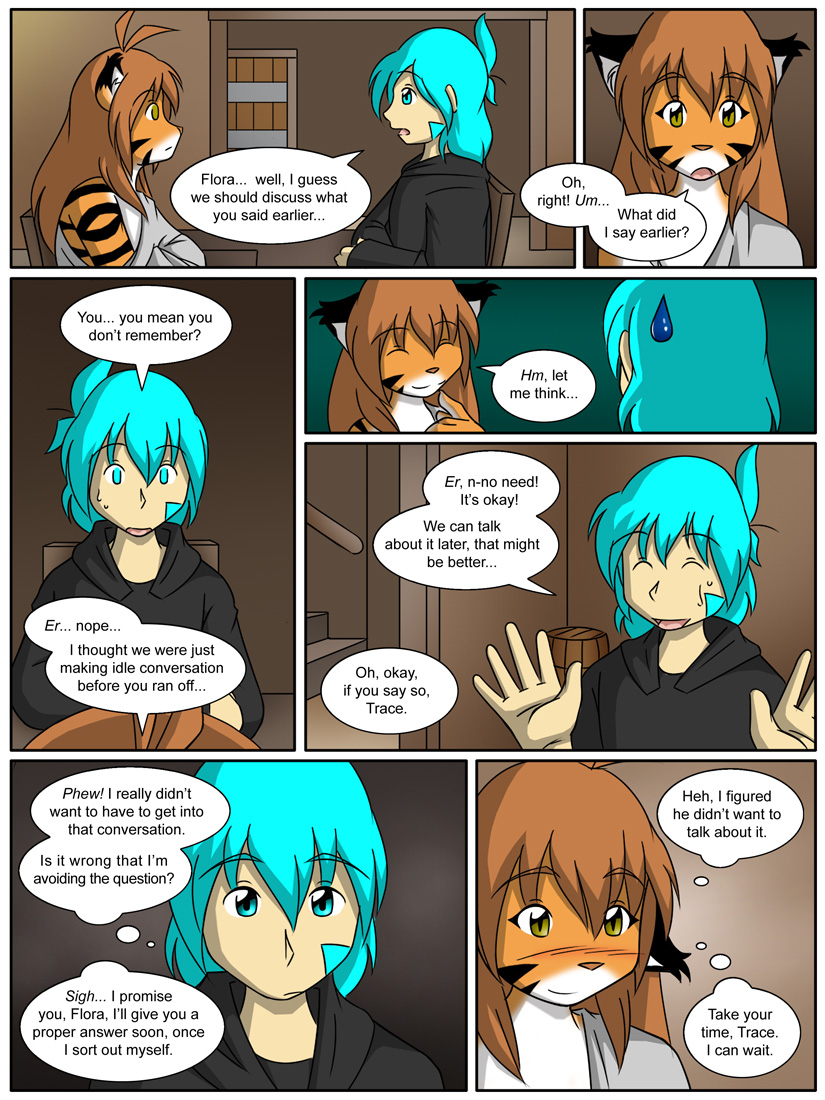 Flora... well, I guess
we should discuss what
you said earlier...
Oh,
right! Um...
What did
I say earlier?
You... you mean you
don't remember?
Er... nope...
I thought we were just
making idle conversation
before you ran off...
Hm, let
me think...
Er, n-no need!
It's okay!
We can talk
about it later, that might
be better...
Oh, okay,
if you say so,
Trace.
Phew! I really didn't
want to have to get into
that conversation.
Is it wrong that I'm
avoiding the question?
Sigh... I promise
you, Flora, I'll give you a
proper answer soon, once
I sort out myself.
Heh, I figured
he didn't want to
talk about it.
Take your
time, Trace.
I can wait.